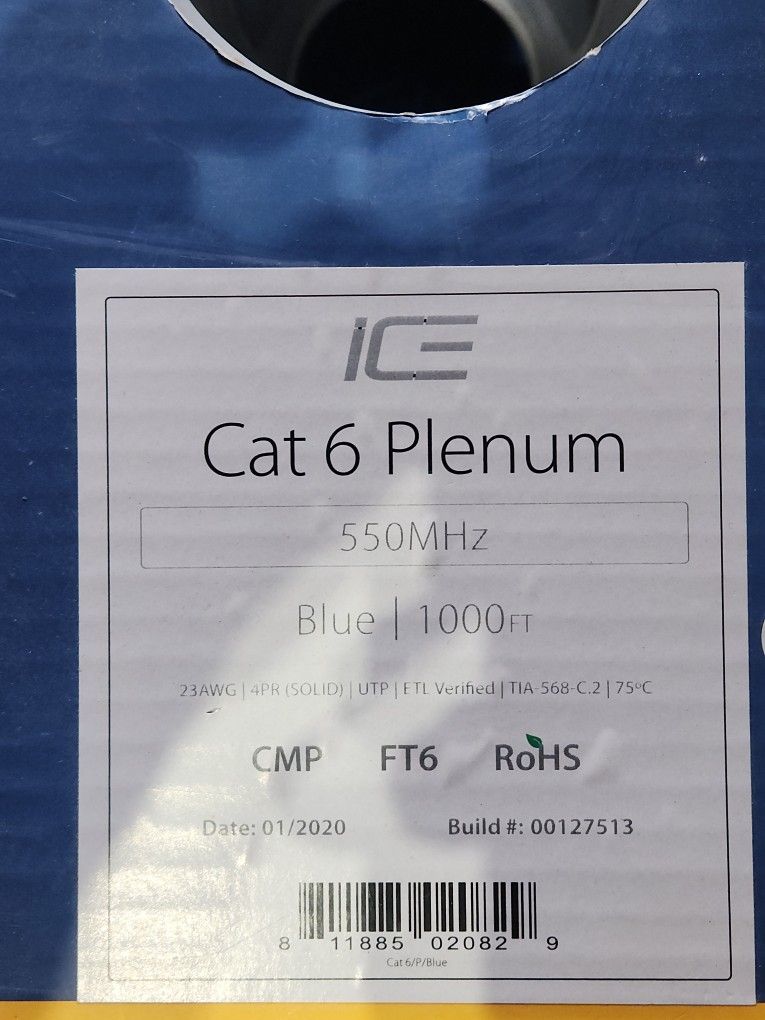 ICE
Cat 6 Plenum
550MHz
Blue | 1000FT
23AWG | 4PR (SOLID) | UTP | ETL Verified | TIA-568-C.2 | 75ºC
CMP FT6 RoHS
Date: 01/2020 Build #: 00127513
8 11885 02082 9
Cat 6/P/Blue